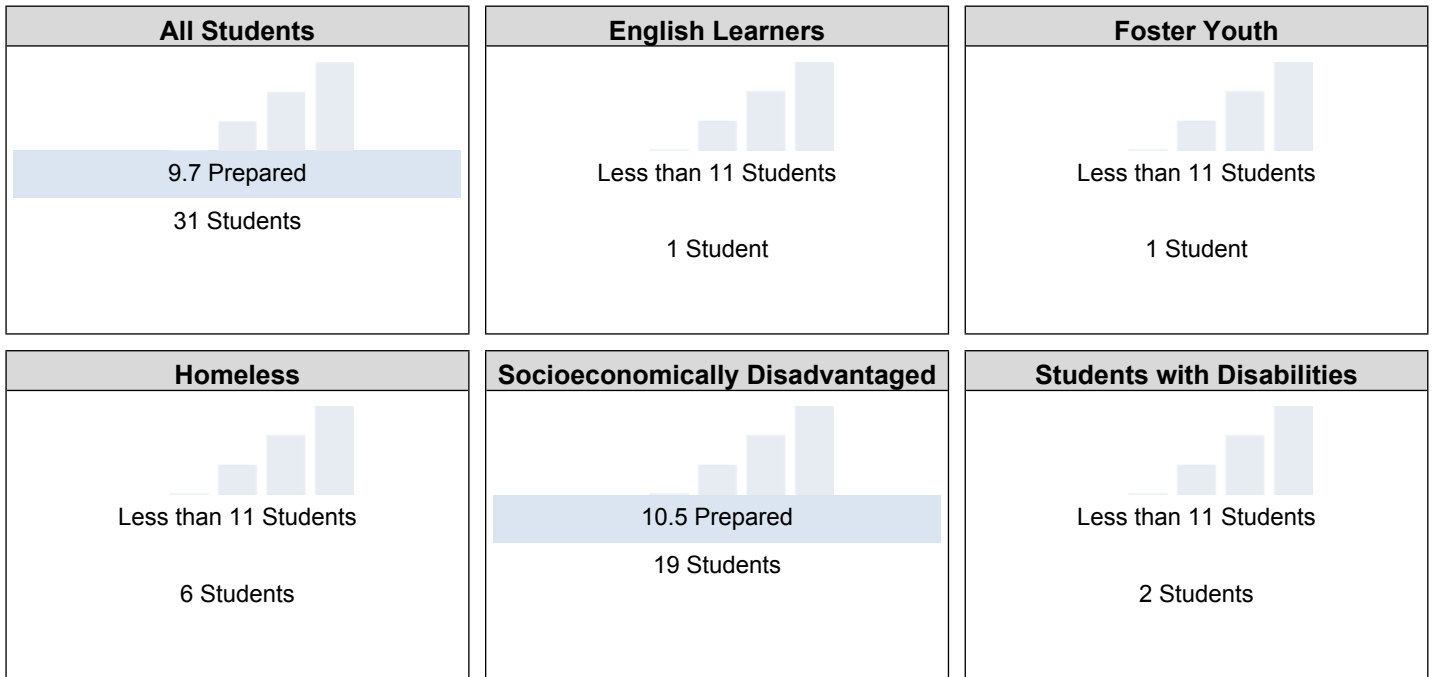 All Students
9.7 Prepared
31 Students
English Learners
Less than 11 Students
1 Student
Foster Youth
Less than 11 Students
1 Student
Homeless
Less than 11 Students
6 Students
Socioeconomically Disadvantaged
10.5 Prepared
19 Students
Students with Disabilities
Less than 11 Students
2 Students